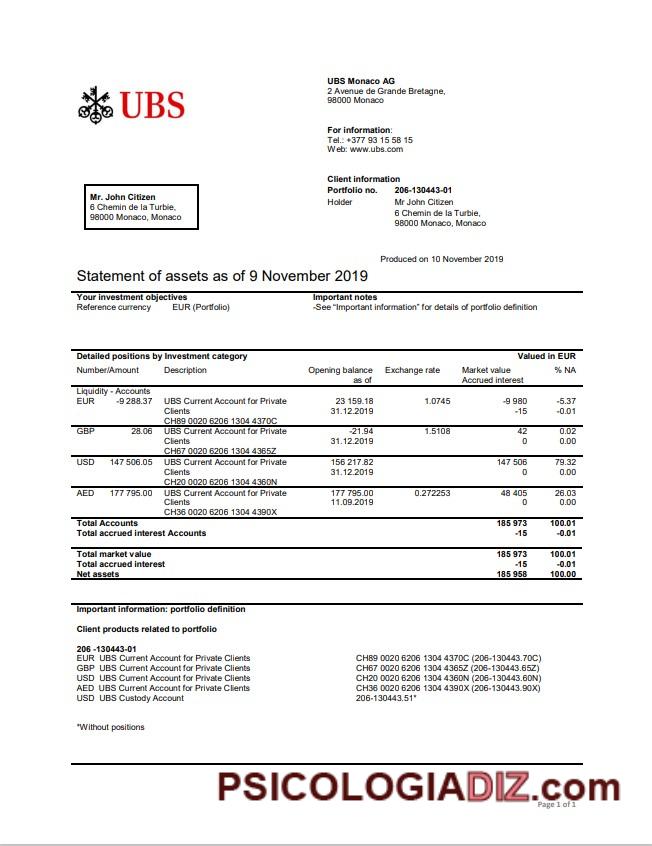 UBS
UBS Monaco AG
2 Avenue de Grande Bretagne,
98000 Monaco
For information:
Tel.: +377 93 15 58 15
Web: www.ubs.com
Client information
Portfolio no. 206-130443-01
Holder Mr John Citizen
6 Chemin de la Turbie,
98000 Monaco, Monaco
Mr. John Citizen
6 Chemin de la Turbie,
98000 Monaco, Monaco
Produced on 10 November 2019
Statement of assets as of 9 November 2019
Your investment objectives Important notes
Reference currency EUR (Portfolio) -See “Important information” for details of portfolio definition
Detailed positions by Investment category Valued in EUR
Number/Amount Description Opening balance Exchange rate Market value % NA
as of Accrued interest
Liquidity - Accounts
EUR -9 288.37 UBS Current Account for Private 23 159.18 1.0745 -9 980 -5.37
Clients 31.12.2019 -15 -0.01
CH89 0020 6206 1304 4370C
GBP 28.06 UBS Current Account for Private -21.94 1.5108 42 0.02
Clients 31.12.2019 0 0.00
CH67 0020 6206 1304 4365Z
USD 147 506.05 UBS Current Account for Private 156 217.82 147 506 79.32
Clients 31.12.2019 0 0.00
CH20 0020 6206 1304 4360N
AED 177 795.00 UBS Current Account for Private 177 795.00 0.272253 48 405 26.03
Clients 11.09.2019 0 0.00
CH36 0020 6206 1304 4390X
Total Accounts 185 973 100.01
Total accrued interest Accounts -15 -0.01
Total market value 185 973 100.01
Total accrued interest -15 -0.01
Net assets 185 958 100.00
Important information: portfolio definition
Client products related to portfolio
206 -130443-01
EUR UBS Current Account for Private Clients CH89 0020 6206 1304 4370C (206-130443.70C)
GBP UBS Current Account for Private Clients CH67 0020 6206 1304 4365Z (206-130443.65Z)
USD UBS Current Account for Private Clients CH20 0020 6206 1304 4360N (206-130443.60N)
AED UBS Current Account for Private Clients CH36 0020 6206 1304 4390X (206-130443.90X)
USD UBS Custody Account 206-130443.51*
*Without positions
PSICOLOGIADIZ.com
Page 1 of 1